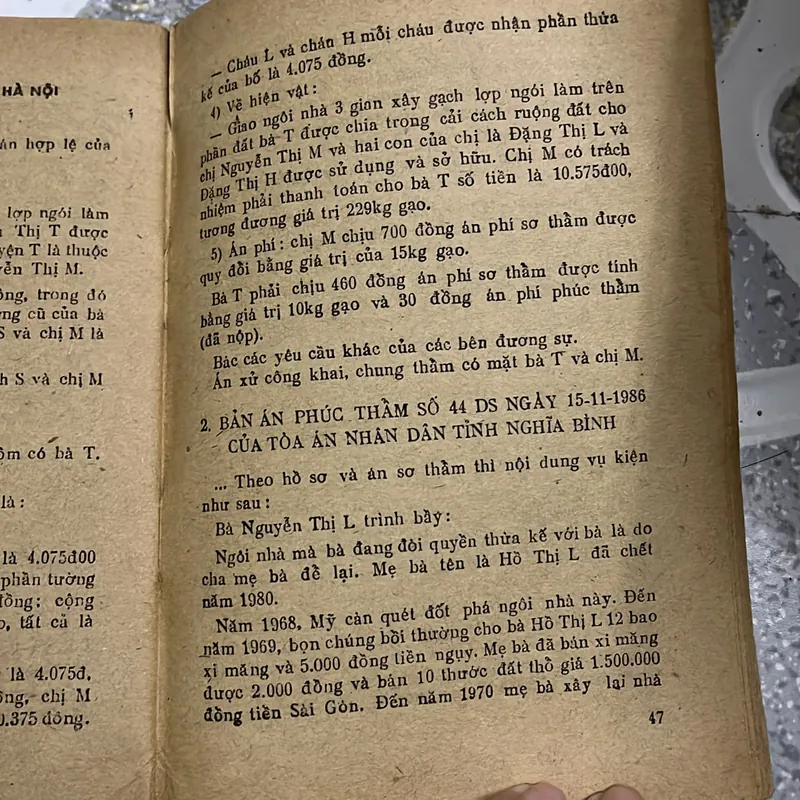 HÀ NỘI
án hợp lệ của
lợp ngói làm
Thị T được
yện T là thuộc
yễn Thị M.
ông, trong đó
ng cũ của bà
S và chị M là
h S và chị M
ồm có bà T.
là :
là 4.075đ00
phần tường
đồng; cộng
o, tất cả là
là 4.075đ,
ông, chị M
0.375 đồng.
— Cháu L và cháu H mỗi cháu được nhận phần thừa
kế của bố là 4.075 đồng.
4) Về hiện vật :
— Giao ngôi nhà 3 gian xây gạch lợp ngói làm trên
phần đất bà T được chia trong cải cách ruộng đất cho
chị Nguyễn Thị M và hai con của chị là Đặng Thị L và
Đặng Thị H được sử dụng và sở hữu. Chị M có trách
nhiệm phải thanh toán cho bà T số tiền là 10.575đ00,
tương đương giá trị 229kg gạo.
5) Án phí : chị M chịu 700 đồng án phí sơ thẩm được
quy đổi bằng giá trị của 15kg gạo.
Bà T phải chịu 460 đồng án phí sơ thẩm được tính
bằng giá trị 10kg gạo và 30 đồng án phí phúc thẩm
(đã nộp).
Bác các yêu cầu khác của các bên đương sự.
Án xử công khai, chung thẩm có mặt bà T và chị M.
2. BẢN ÁN PHÚC THẨM SỐ 44 DS NGÀY 15-11-1986
CỦA TÒA ÁN NHÂN DÂN TỈNH NGHĨA BÌNH
... Theo hồ sơ và án sơ thẩm thì nội dung vụ kiện
như sau :
Bà Nguyễn Thị L trình bầy :
Ngôi nhà mà bà đang đòi quyền thừa kế với bà là do
cha mẹ bà để lại. Mẹ bà tên là Hồ Thị L đã chết
năm 1980.
Năm 1968, Mỹ càn quét đốt phá ngôi nhà này. Đến
năm 1969, bọn chúng bồi thường cho bà Hồ Thị L 12 bao
xi măng và 5.000 đồng tiền ngụy. Mẹ bà đã bán xi măng
được 2.000 đồng và bán 10 thước đất thổ giá 1.500.000
đồng tiền Sài Gòn. Đến năm 1970 mẹ bà xây lại nhà
47